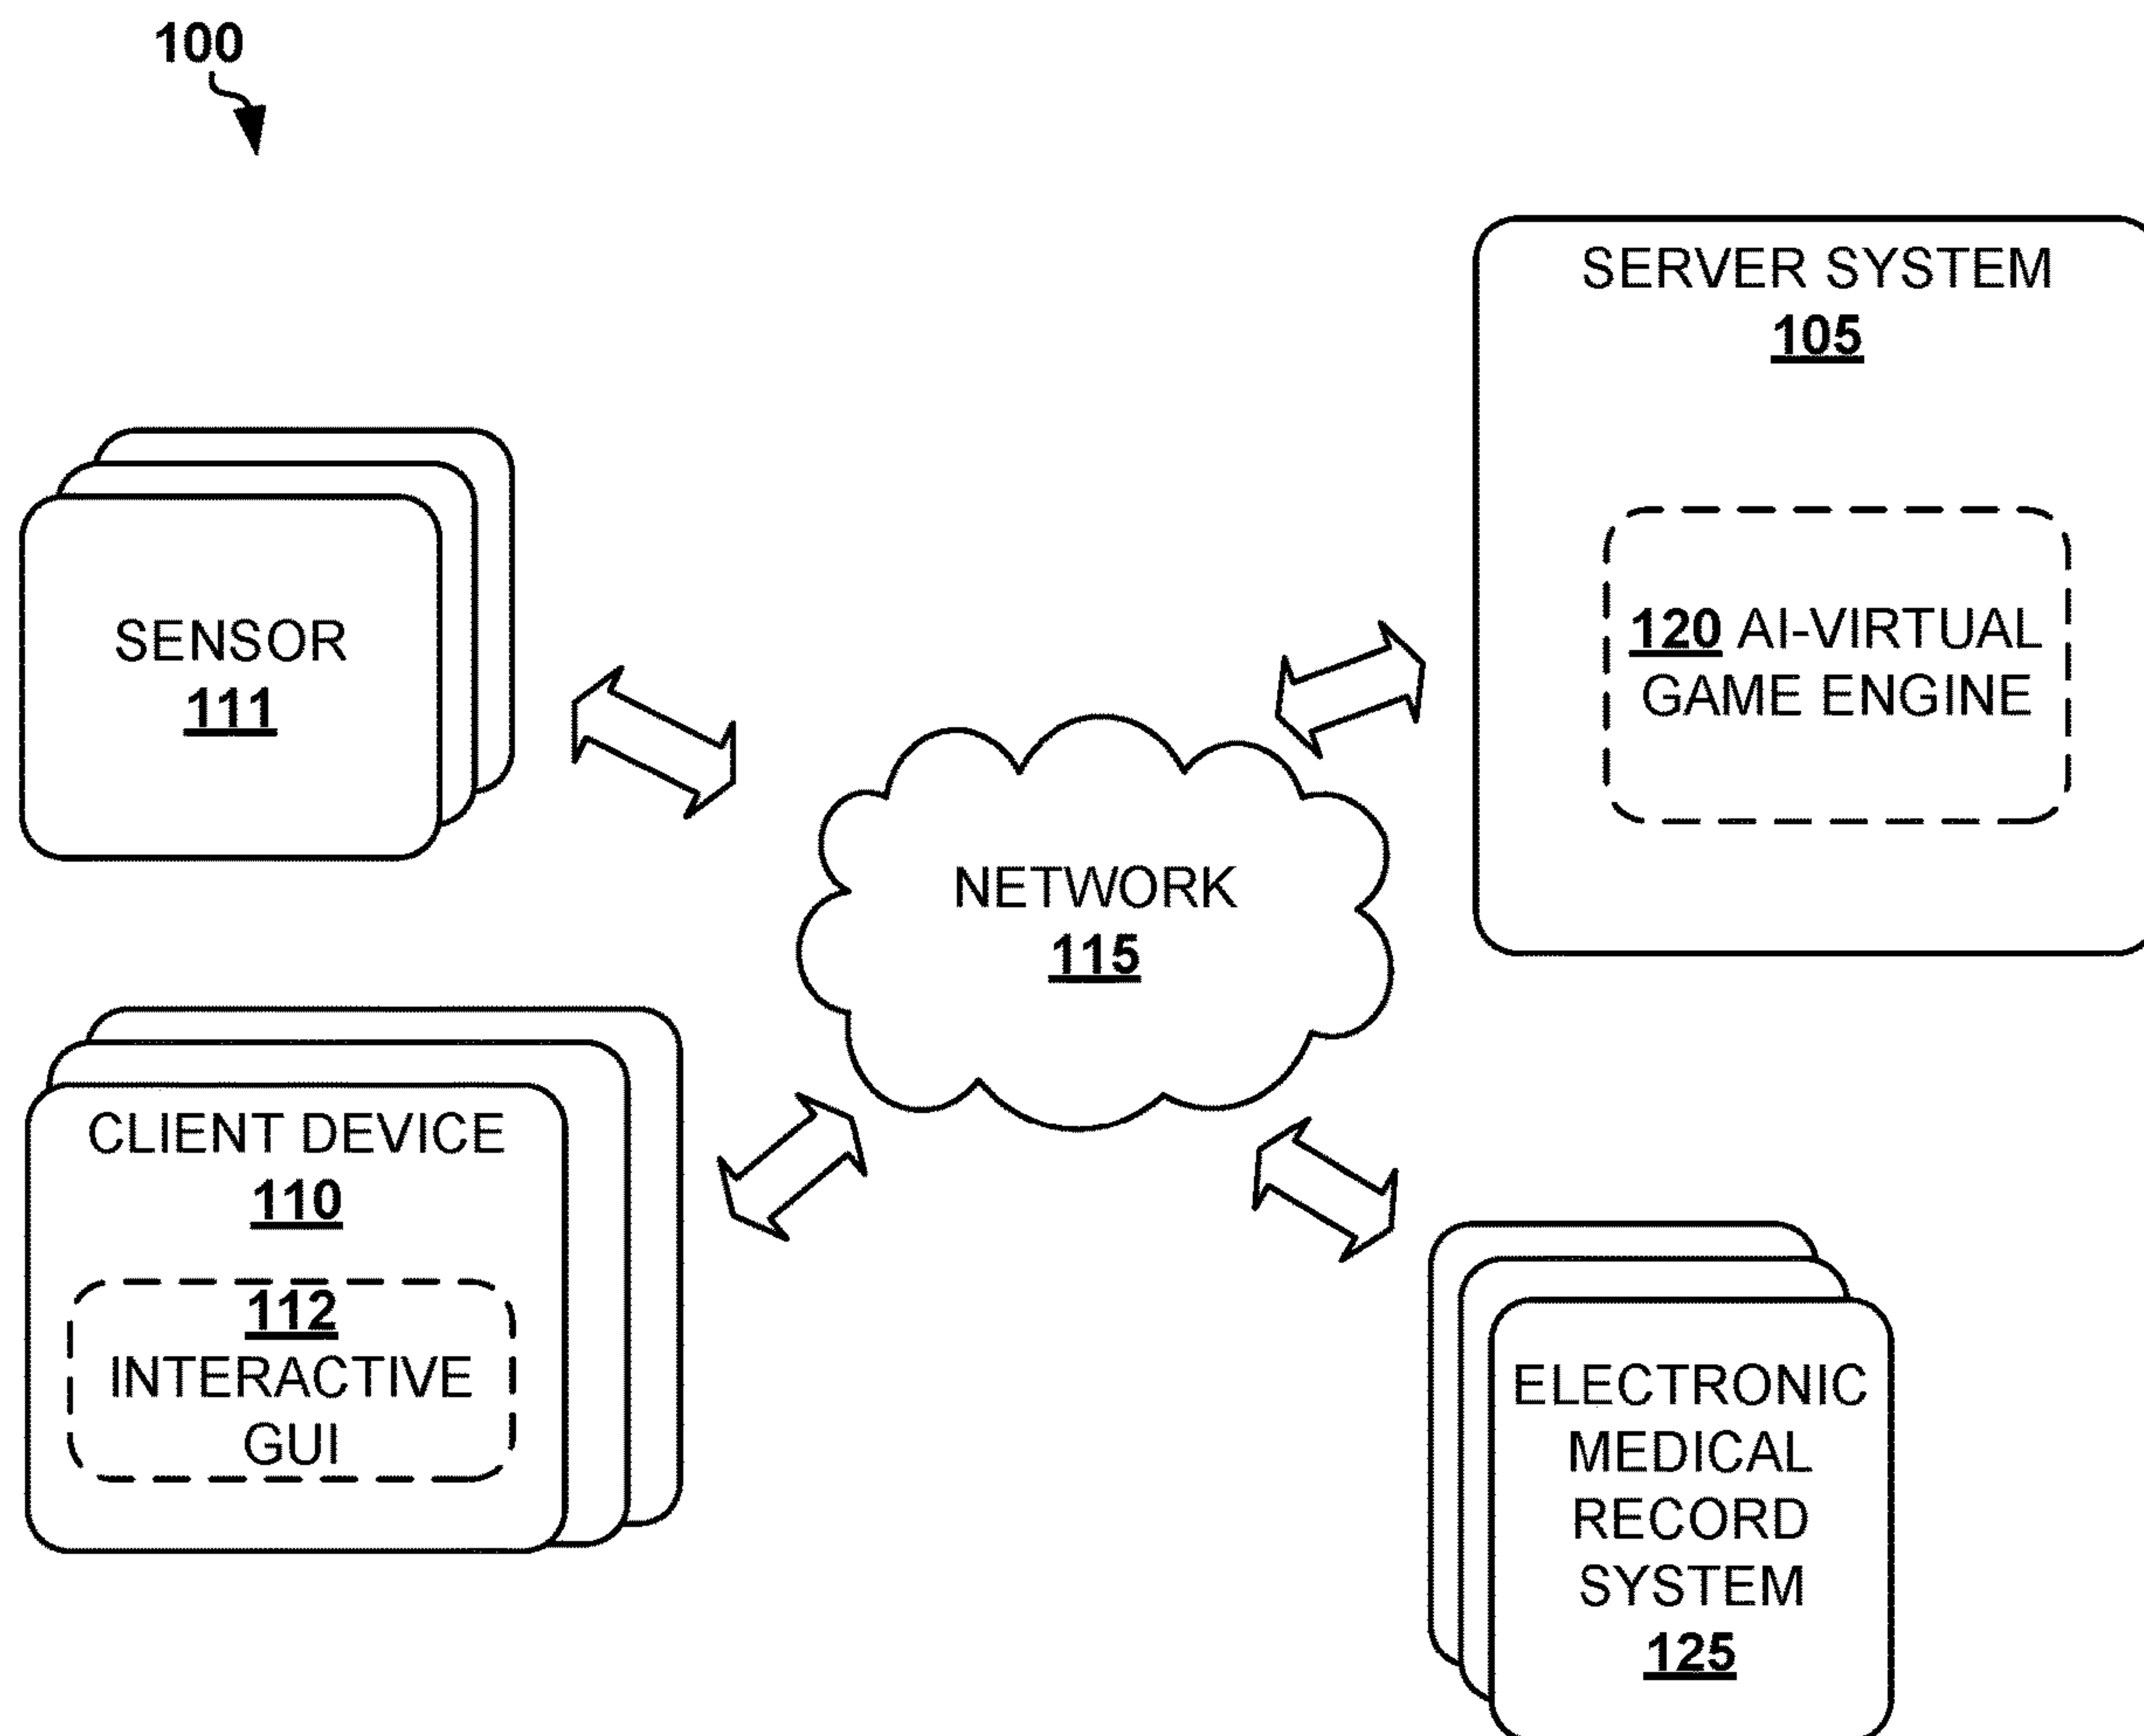 100
SERVER SYSTEM
105
120 AI-VIRTUAL
GAME ENGINE
SENSOR
111
NETWORK
115
CLIENT DEVICE
110
112
INTERACTIVE
GUI
ELECTRONIC
MEDICAL
RECORD
SYSTEM
125